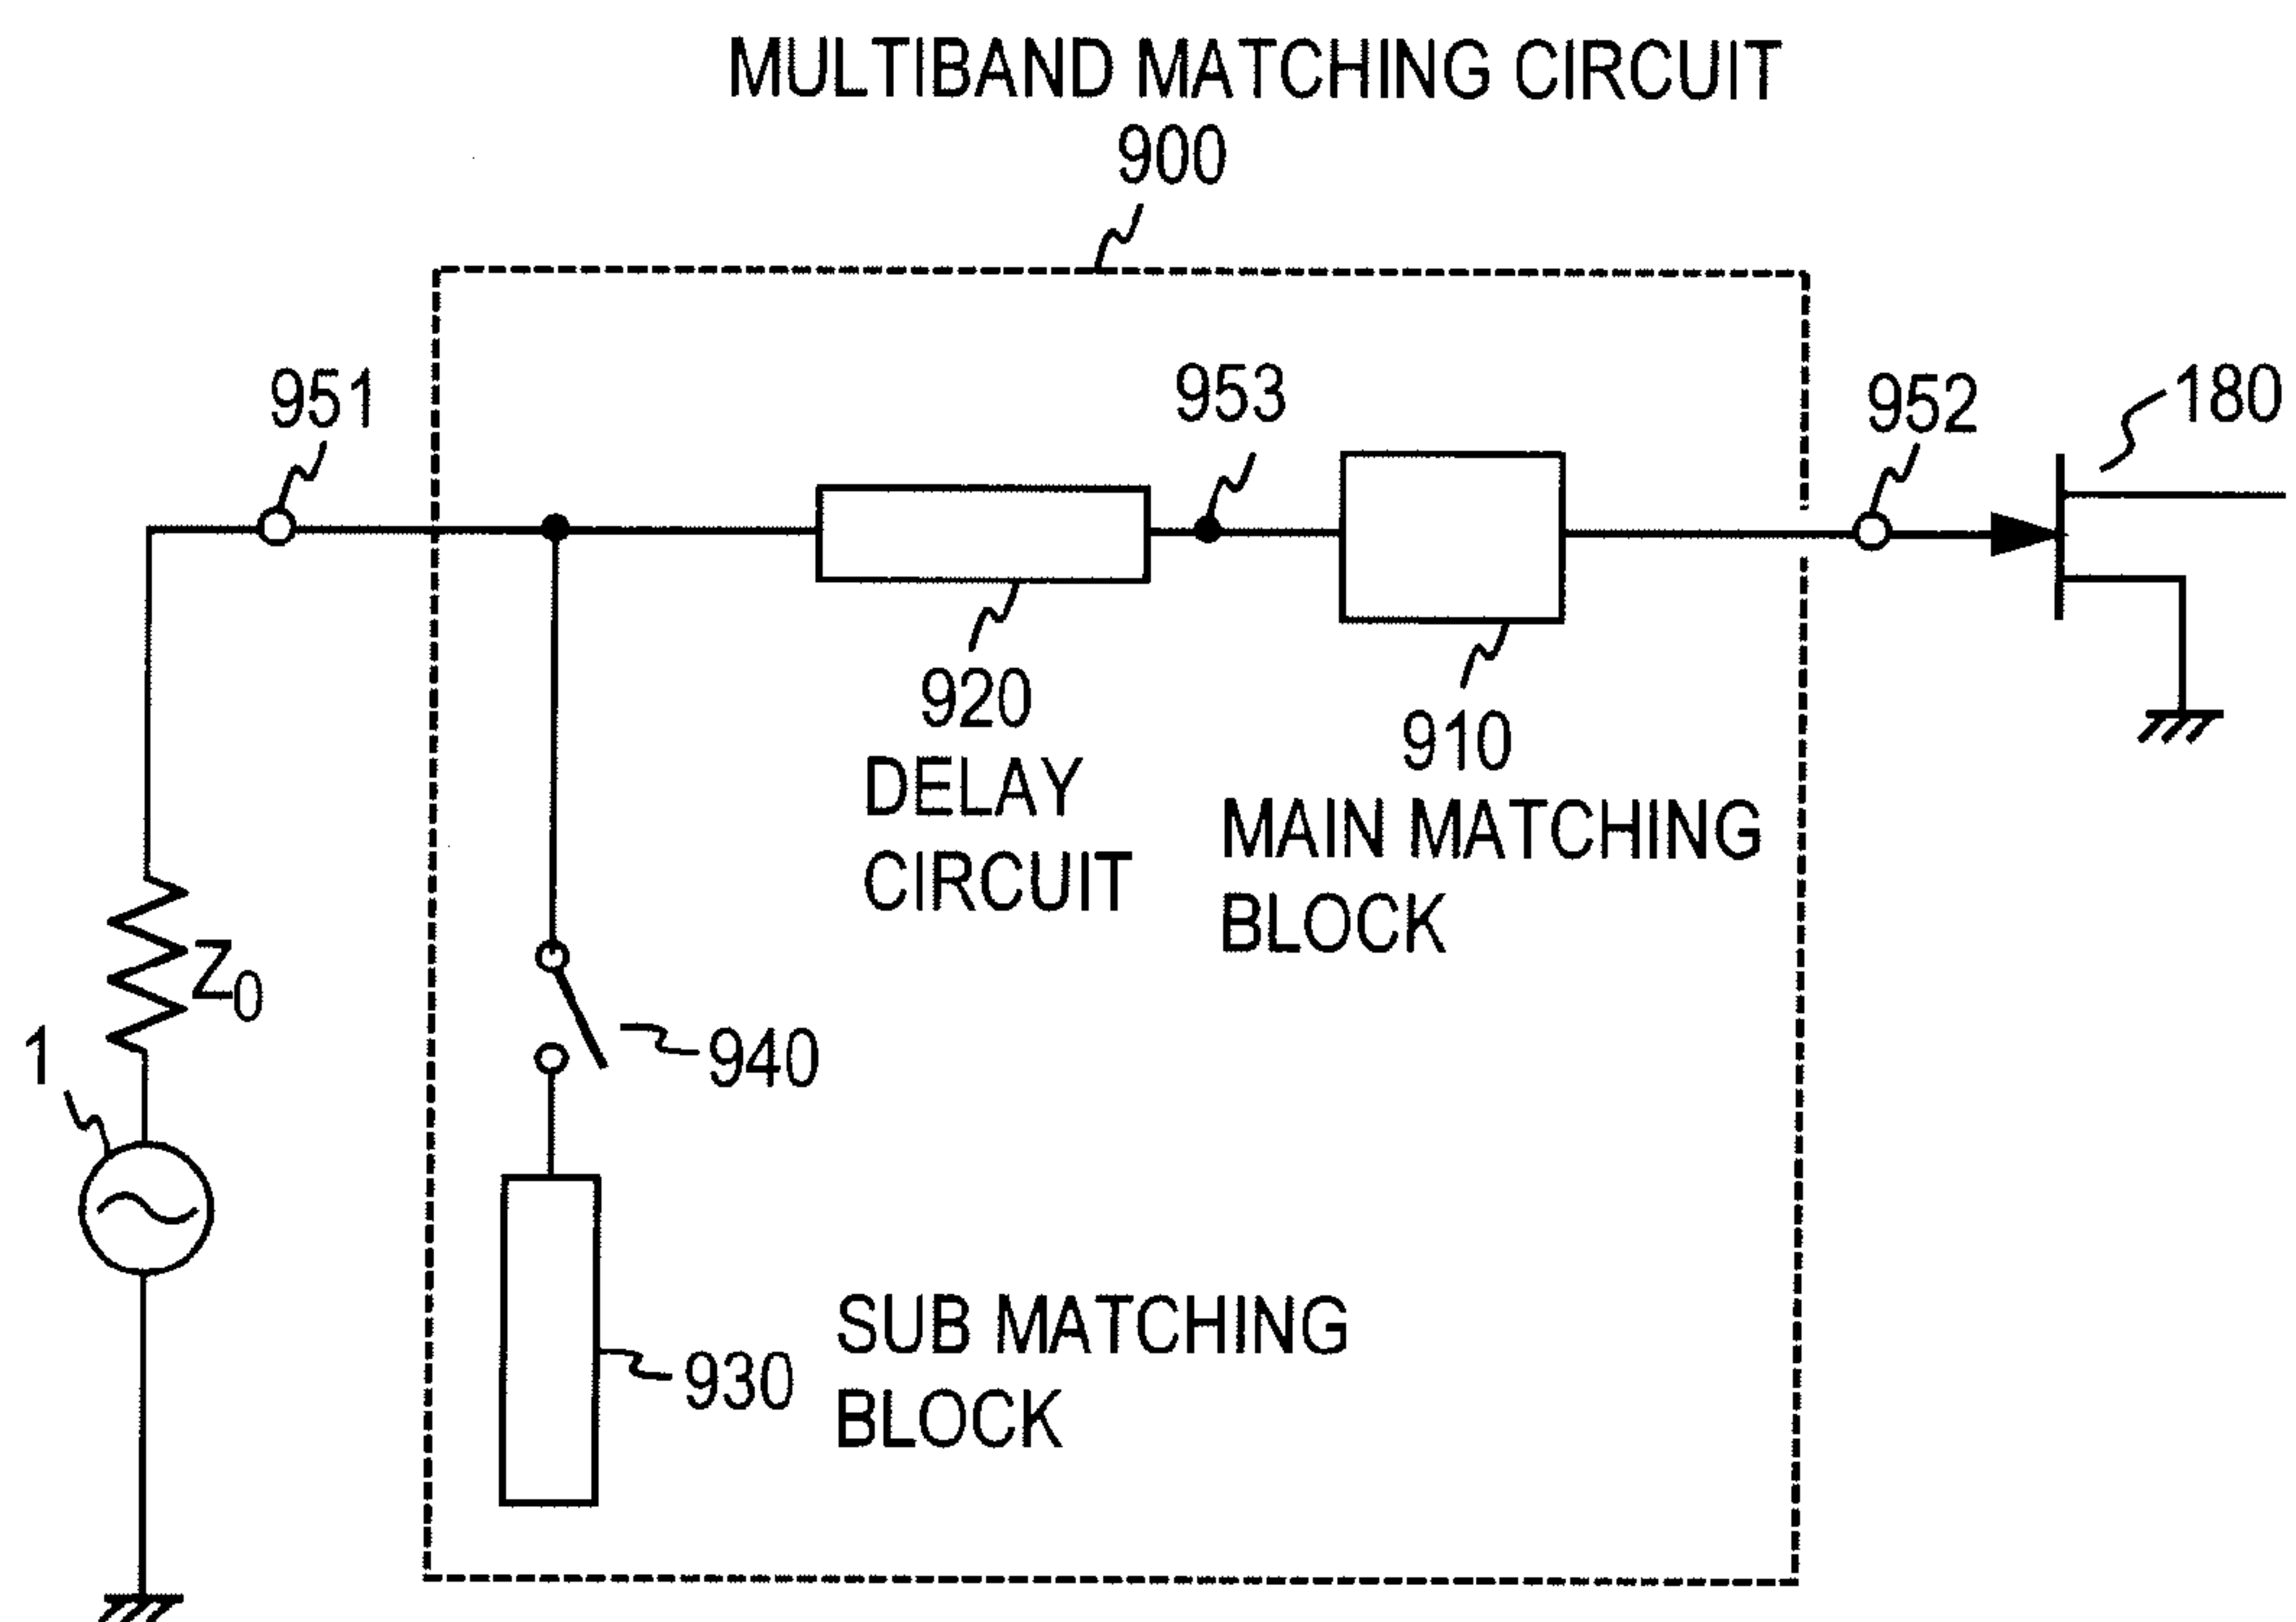 MULTIBAND MATCHING CIRCUIT
900
951
953
952
180
920
DELAY
CIRCUIT
910
MAIN MATCHING
BLOCK
Z0
1
940
SUB MATCHING
BLOCK
930